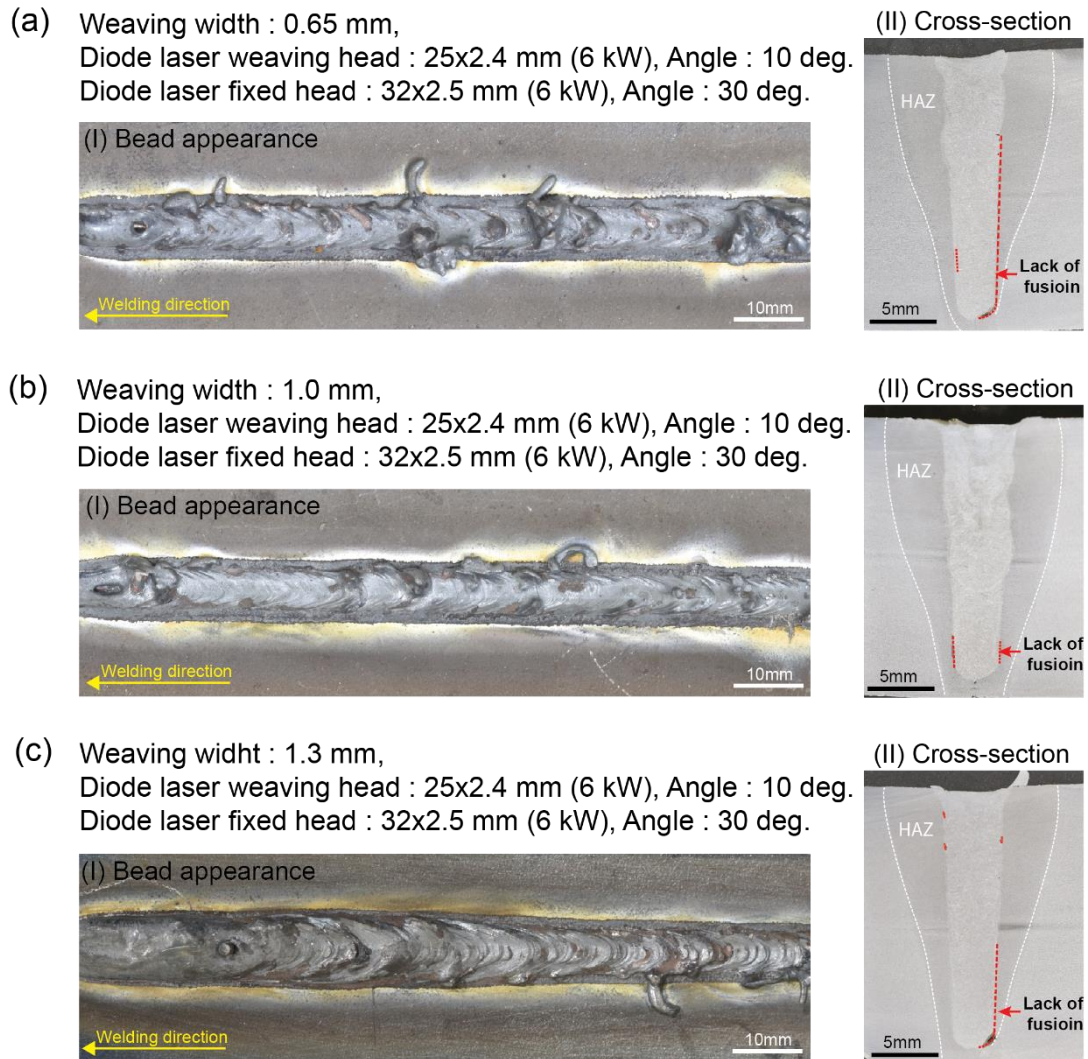 (a) Weaving width : 0.65 mm,
Diode laser weaving head : 25x2.4 mm (6 kW), Angle : 10 deg.
Diode laser fixed head : 32x2.5 mm (6 kW), Angle : 30 deg.
(I) Bead appearance
Welding direction
10mm
(II) Cross-section
HAZ
Lack of
fusioin
5mm
(b) Weaving width : 1.0 mm,
Diode laser weaving head : 25x2.4 mm (6 kW), Angle : 10 deg.
Diode laser fixed head : 32x2.5 mm (6 kW), Angle : 30 deg.
(I) Bead appearance
Welding direction
10mm
(II) Cross-section
HAZ
Lack of
fusioin
5mm
(c) Weaving widht : 1.3 mm,
Diode laser weaving head : 25x2.4 mm (6 kW), Angle : 10 deg.
Diode laser fixed head : 32x2.5 mm (6 kW), Angle : 30 deg.
(I) Bead appearance
Welding direction
10mm
(II) Cross-section
HAZ
Lack of
fusioin
5mm